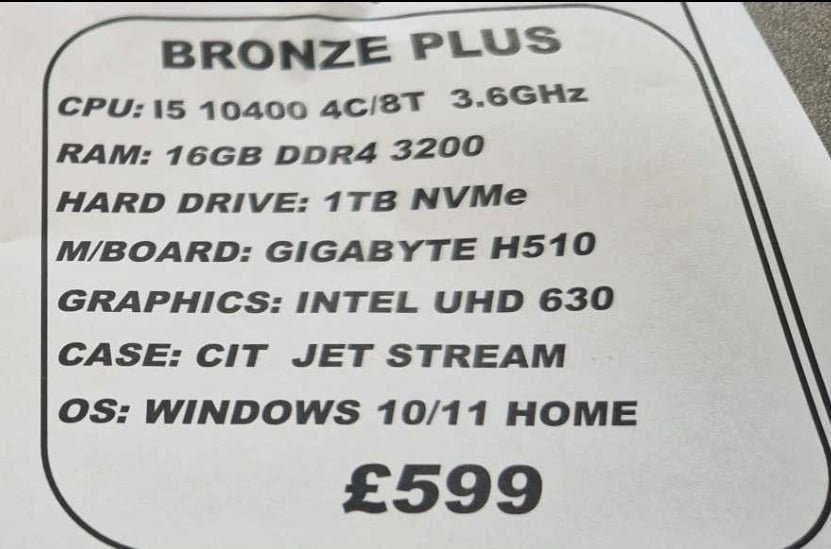 BRONZE PLUS
CPU: I5 10400 4C/8T 3.6GHz
RAM: 16GB DDR4 3200
HARD DRIVE: 1TB NVMe
M/BOARD: GIGABYTE H510
GRAPHICS: INTEL UHD 630
CASE: CIT JET STREAM
OS: WINDOWS 10/11 HOME
£599